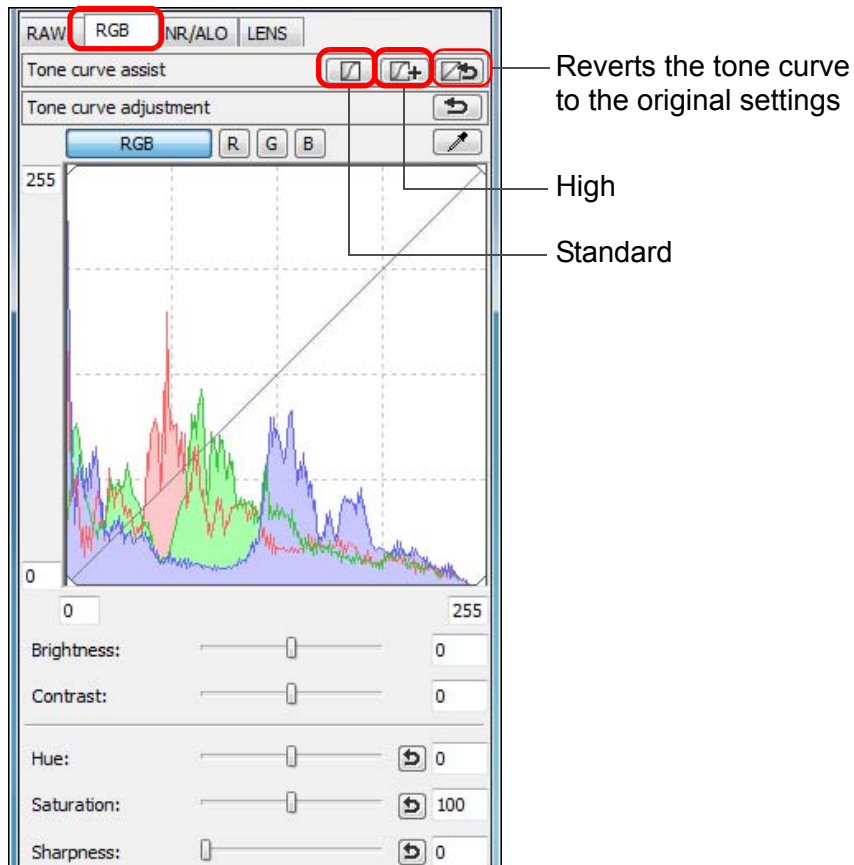 RAW RGB NR/ALO LENS
Tone curve assist
Reverts the tone curve
to the original settings
Tone curve adjustment
RGB R G B
255
High
Standard
0
0 255
Brightness: 0
Contrast: 0
Hue: 0
Saturation: 100
Sharpness: 0